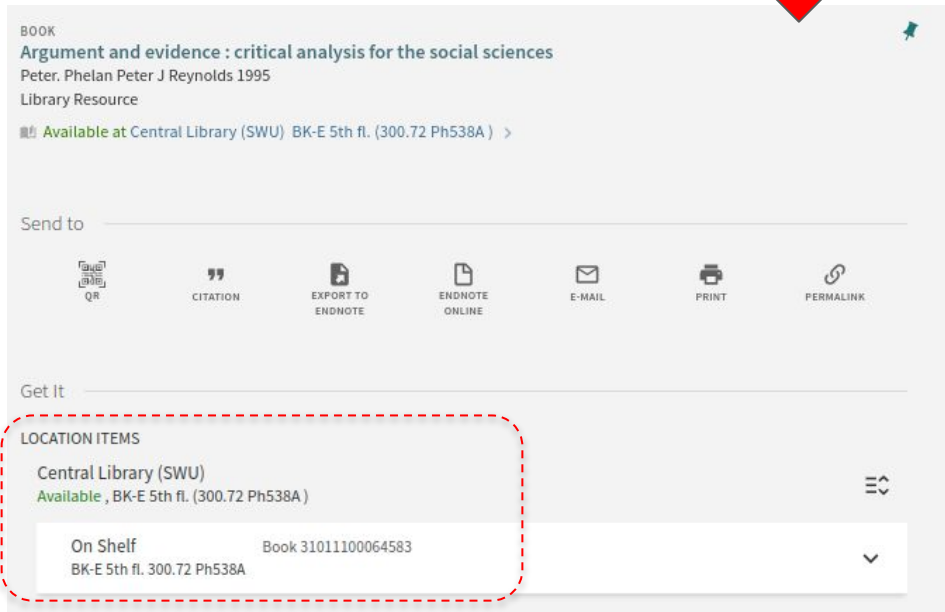 BOOK
Argument and evidence : critical analysis for the social sciences
Peter. Phelan Peter J Reynolds 1995
Library Resource
Available at Central Library (SWU) BK-E 5th fl. (300.72 Ph538A )
Send to
QR
CITATION
EXPORT TO ENDNOTE
ENDNOTE ONLINE
E-MAIL
PRINT
PERMALINK
Get It
LOCATION ITEMS
Central Library (SWU)
Available , BK-E 5th fl. (300.72 Ph538A )
On Shelf Book 31011100064583
BK-E 5th fl. 300.72 Ph538A